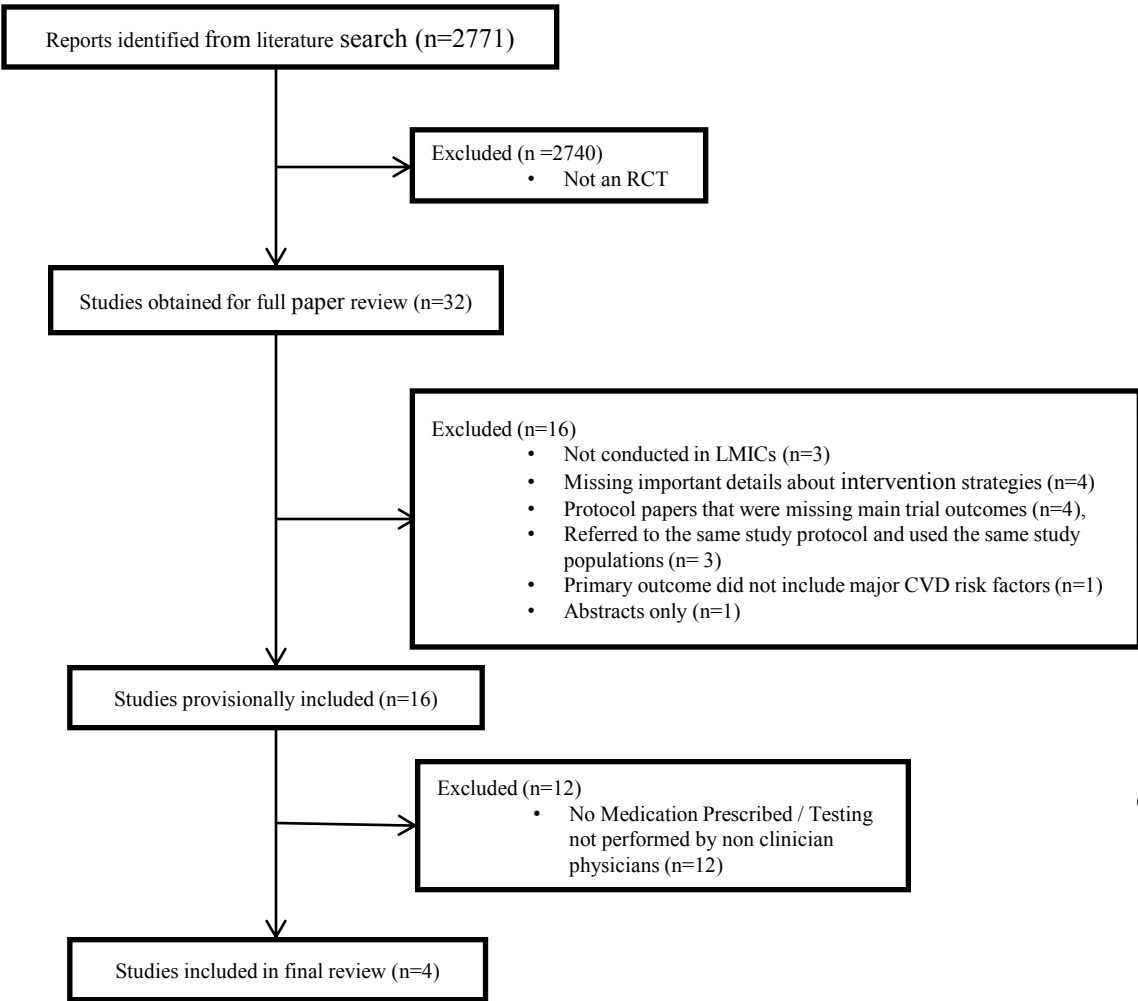 Reports identified from literature search (n=2771)
Excluded (n =2740)
• Not an RCT
Studies obtained for full paper review (n=32)
Excluded (n=16)
• Not conducted in LMICs (n=3)
• Missing important details about intervention strategies (n=4)
• Protocol papers that were missing main trial outcomes (n=4),
• Referred to the same study protocol and used the same study
populations (n= 3)
• Primary outcome did not include major CVD risk factors (n=1)
• Abstracts only (n=1)
Studies provisionally included (n=16)
Excluded (n=12)
• No Medication Prescribed / Testing
not performed by non clinician
physicians (n=12)
Studies included in final review (n=4)